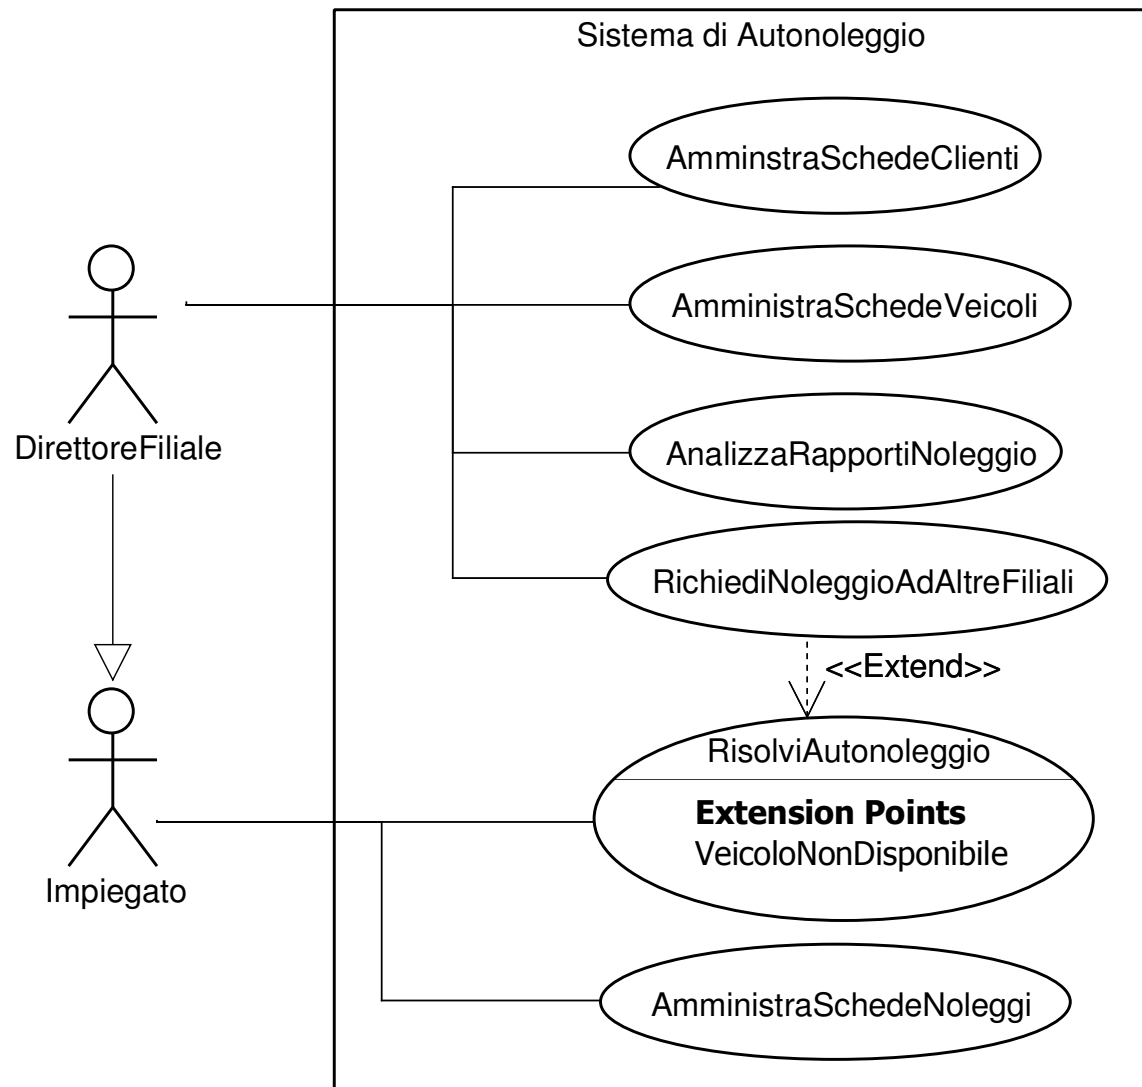 Sistema di Autonoleggio
AmminstraSchedeClienti
AmministraSchedeVeicoli
DirettoreFiliale
AnalizzaRapportiNoleggio
RichiediNoleggioAdAltreFiliali
<<Extend>>
RisolviAutonoleggio
Extension Points
VeicoloNonDisponibile
Impiegato
AmministraSchedeNoleggi